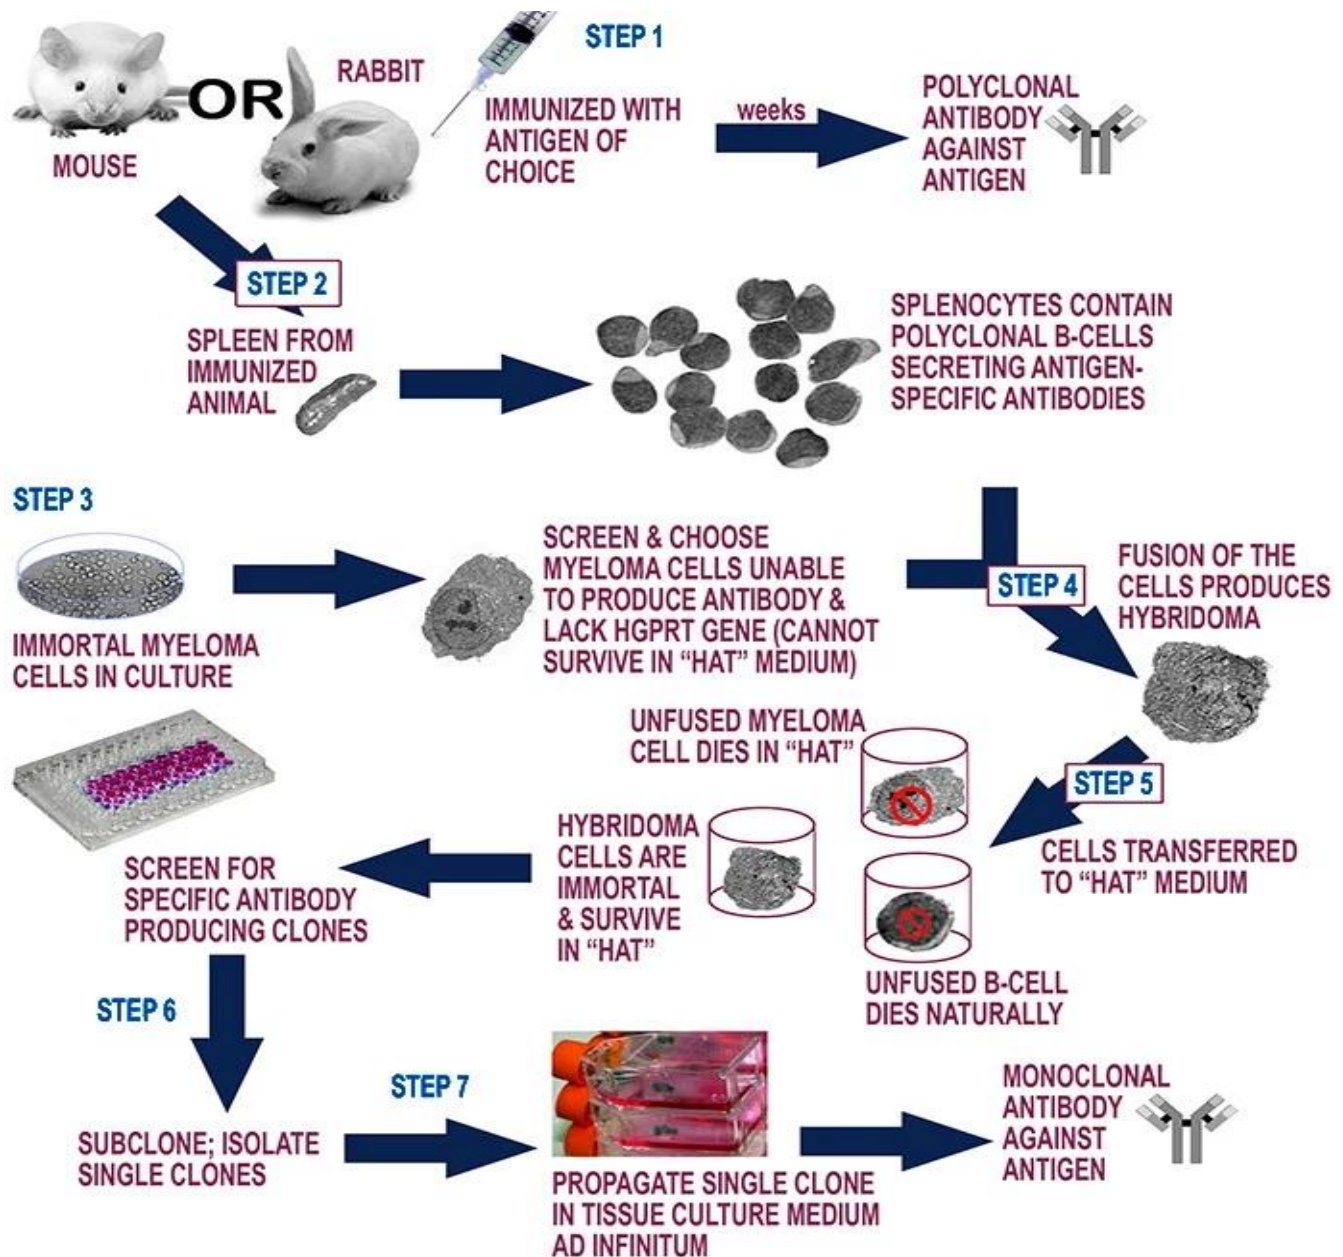 STEP 1
MOUSE
OR
RABBIT
IMMUNIZED WITH
ANTIGEN OF
CHOICE
weeks
POLYCLONAL
ANTIBODY
AGAINST
ANTIGEN
STEP 2
SPLEEN FROM
IMMUNIZED
ANIMAL
SPLENOCYTES CONTAIN
POLYCLONAL B-CELLS
SECRETING ANTIGEN-
SPECIFIC ANTIBODIES
STEP 3
IMMORTAL MYELOMA
CELLS IN CULTURE
SCREEN & CHOOSE
MYELOMA CELLS UNABLE
TO PRODUCE ANTIBODY &
LACK HGPRT GENE (CANNOT
SURVIVE IN “HAT” MEDIUM)
STEP 4
FUSION OF THE
CELLS PRODUCES
HYBRIDOMA
STEP 5
CELLS TRANSFERRED
TO “HAT” MEDIUM
UNFUSED MYELOMA
CELL DIES IN “HAT”
UNFUSED B-CELL
DIES NATURALLY
HYBRIDOMA
CELLS ARE
IMMORTAL
& SURVIVE
IN “HAT”
SCREEN FOR
SPECIFIC ANTIBODY
PRODUCING CLONES
STEP 6
SUBCLONE; ISOLATE
SINGLE CLONES
STEP 7
PROPAGATE SINGLE CLONE
IN TISSUE CULTURE MEDIUM
AD INFINITUM
MONOCLONAL
ANTIBODY
AGAINST
ANTIGEN